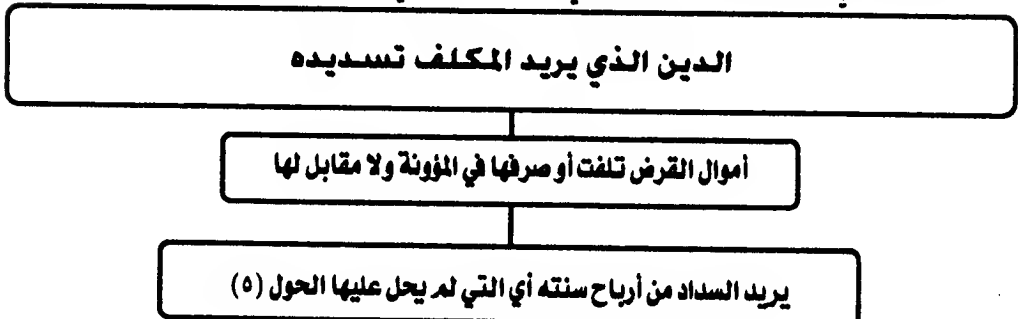 الدين الذي يريد المكلف تسديده
أموال القرض تلفت أو صرفها في المؤونة ولا مقابل لها
يريد السداد من أرباح سنته أي التي لم يحل عليها الحول (٥)